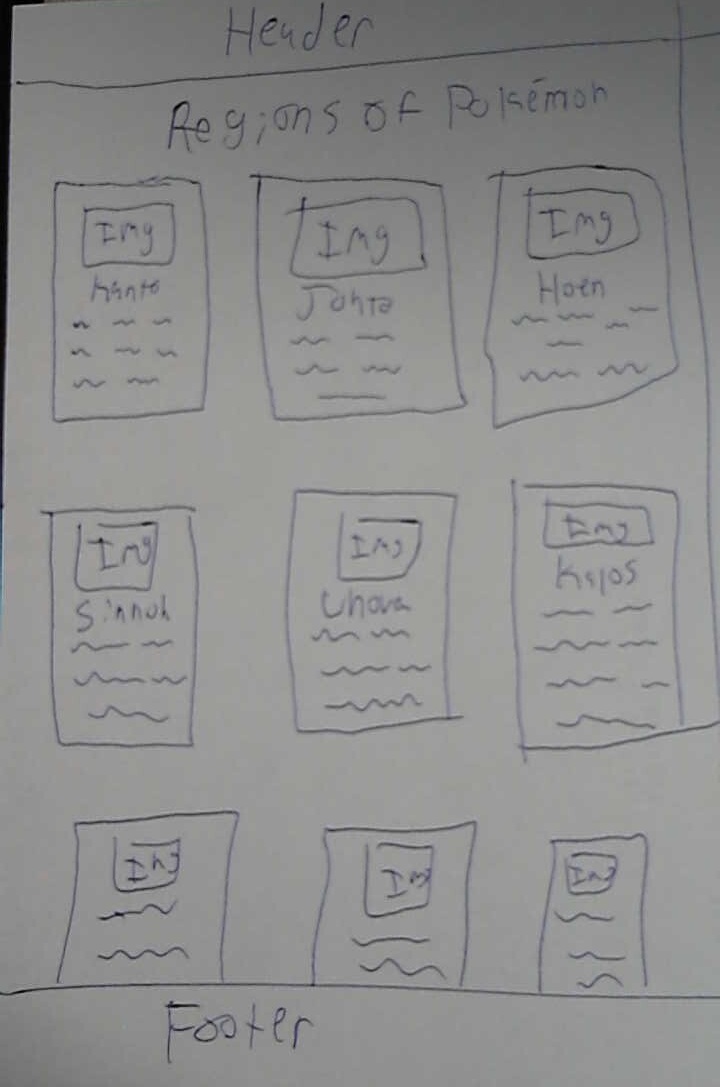 Header
Regions of Pokémon
Img Img Img
Kanto Johto Hoen
Img Img Img
Sinnoh Unova Kalos
Img Img Img
Footer